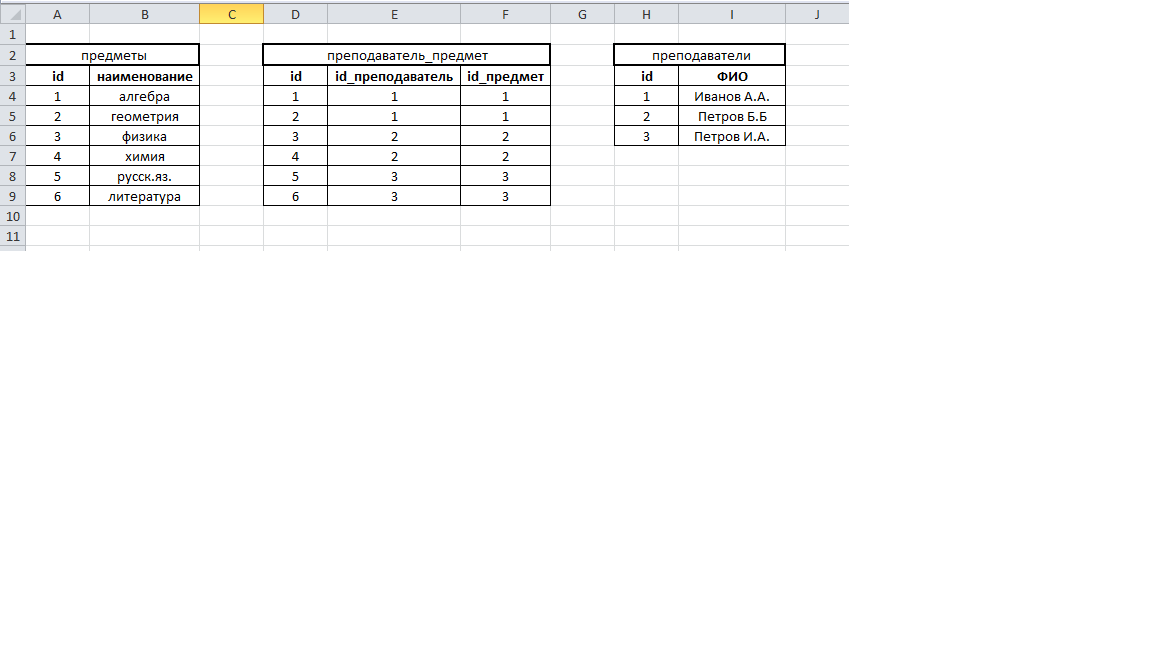 A B C D E F G H I J
1
2 предметы преподаватель_предмет преподаватели
3 id наименование id id_преподаватель id_предмет id ФИО
4 1 алгебра 1 1 1 1 Иванов А.А.
5 2 геометрия 2 1 1 2 Петров Б.Б
6 3 физика 3 2 2 3 Петров И.А.
7 4 химия 4 2 2
8 5 русск.яз. 5 3 3
9 6 литература 6 3 3
10
11